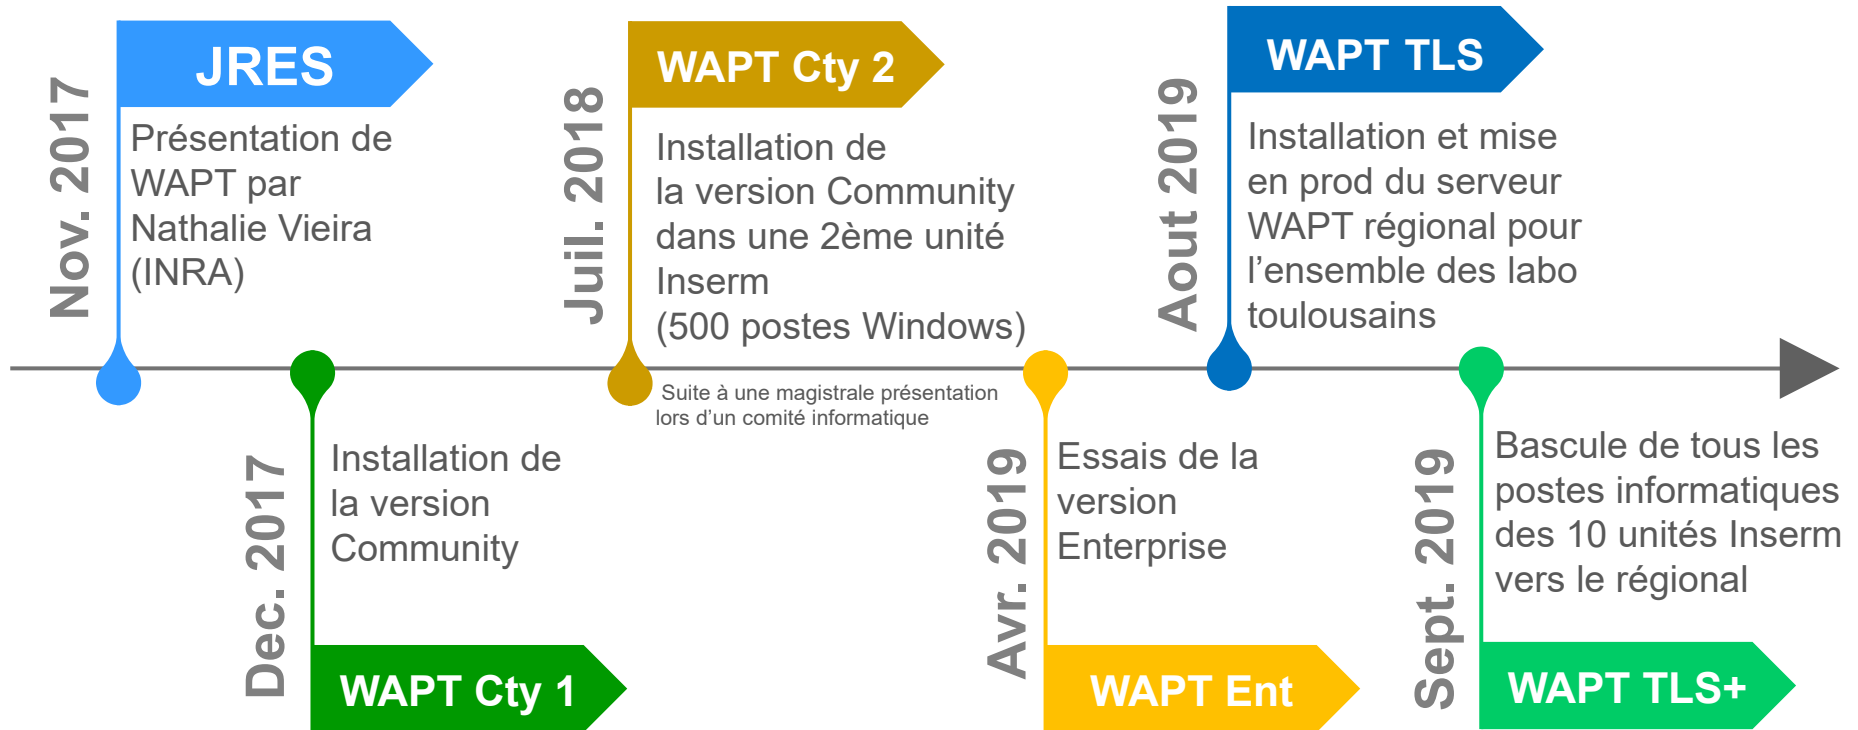 Nov. 2017
JRES
Présentation de
WAPT par
Nathalie Vieira
(INRA)
Dec. 2017
Installation de
la version
Community
WAPT Cty 1
Juil. 2018
WAPT Cty 2
Installation de
la version Community
dans une 2ème unité
Inserm
(500 postes Windows)
Suite à une magistrale présentation
lors d’un comité informatique
Avr. 2019
Essais de la
version
Enterprise
WAPT Ent
Aout 2019
WAPT TLS
Installation et mise
en prod du serveur
WAPT régional pour
l’ensemble des labo
toulousains
Sept. 2019
Bascule de tous les
postes informatiques
des 10 unités Inserm
vers le régional
WAPT TLS+